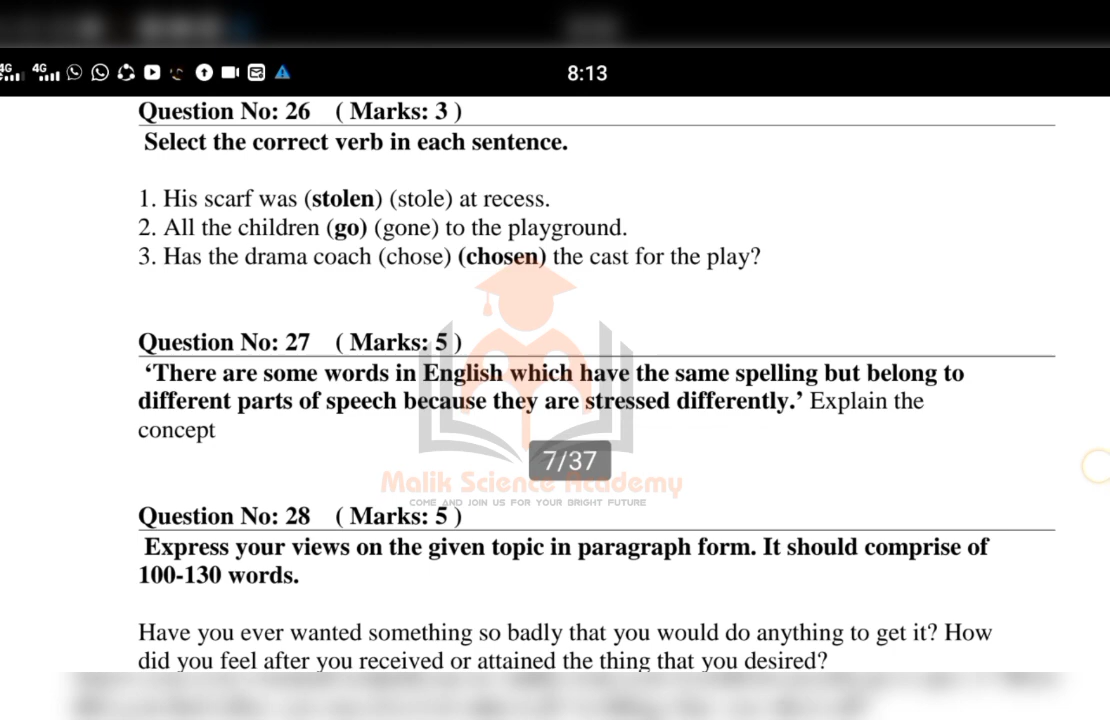 4G 4G 8:13
Question No: 26 ( Marks: 3 )
Select the correct verb in each sentence.
1. His scarf was (stolen) (stole) at recess.
2. All the children (go) (gone) to the playground.
3. Has the drama coach (chose) (chosen) the cast for the play?
Question No: 27 ( Marks: 5 )
‘There are some words in English which have the same spelling but belong to
different parts of speech because they are stressed differently.’ Explain the
concept
7/37
Malik Science Academy
COME AND JOIN US FOR YOUR BRIGHT FUTURE
Question No: 28 ( Marks: 5 )
Express your views on the given topic in paragraph form. It should comprise of
100-130 words.
Have you ever wanted something so badly that you would do anything to get it? How
did you feel after you received or attained the thing that you desired?